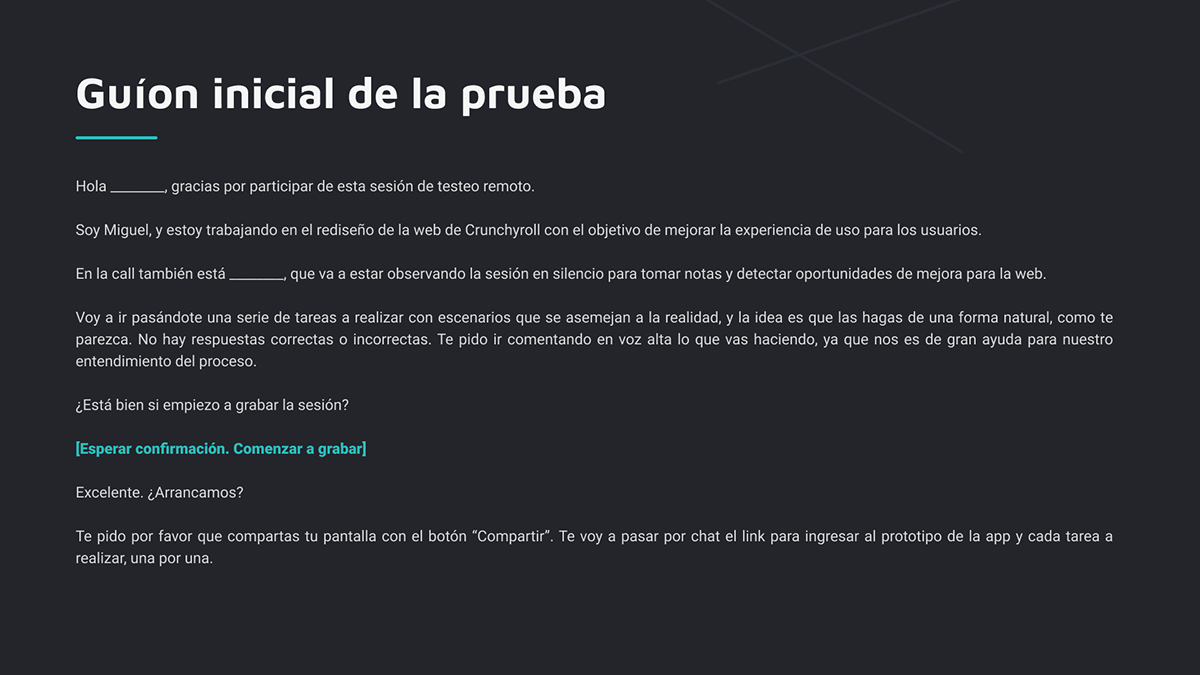 Guíon inicial de la prueba
Hola _______, gracias por participar de esta sesión de testeo remoto.
Soy Miguel, y estoy trabajando en el rediseño de la web de Crunchyroll con el objetivo de mejorar la experiencia de uso para los usuarios.
En la call también está _______, que va a estar observando la sesión en silencio para tomar notas y detectar oportunidades de mejora para la web.
Voy a ir pasándote una serie de tareas a realizar con escenarios que se asemejan a la realidad, y la idea es que las hagas de una forma natural, como te
parezca. No hay respuestas correctas o incorrectas. Te pido ir comentando en voz alta lo que vas haciendo, ya que nos es de gran ayuda para nuestro
entendimiento del proceso.
¿Está bien si empiezo a grabar la sesión?
[Esperar confirmación. Comenzar a grabar]
Excelente. ¿Arrancamos?
Te pido por favor que compartas tu pantalla con el botón “Compartir”. Te voy a pasar por chat el link para ingresar al prototipo de la app y cada tarea a
realizar, una por una.